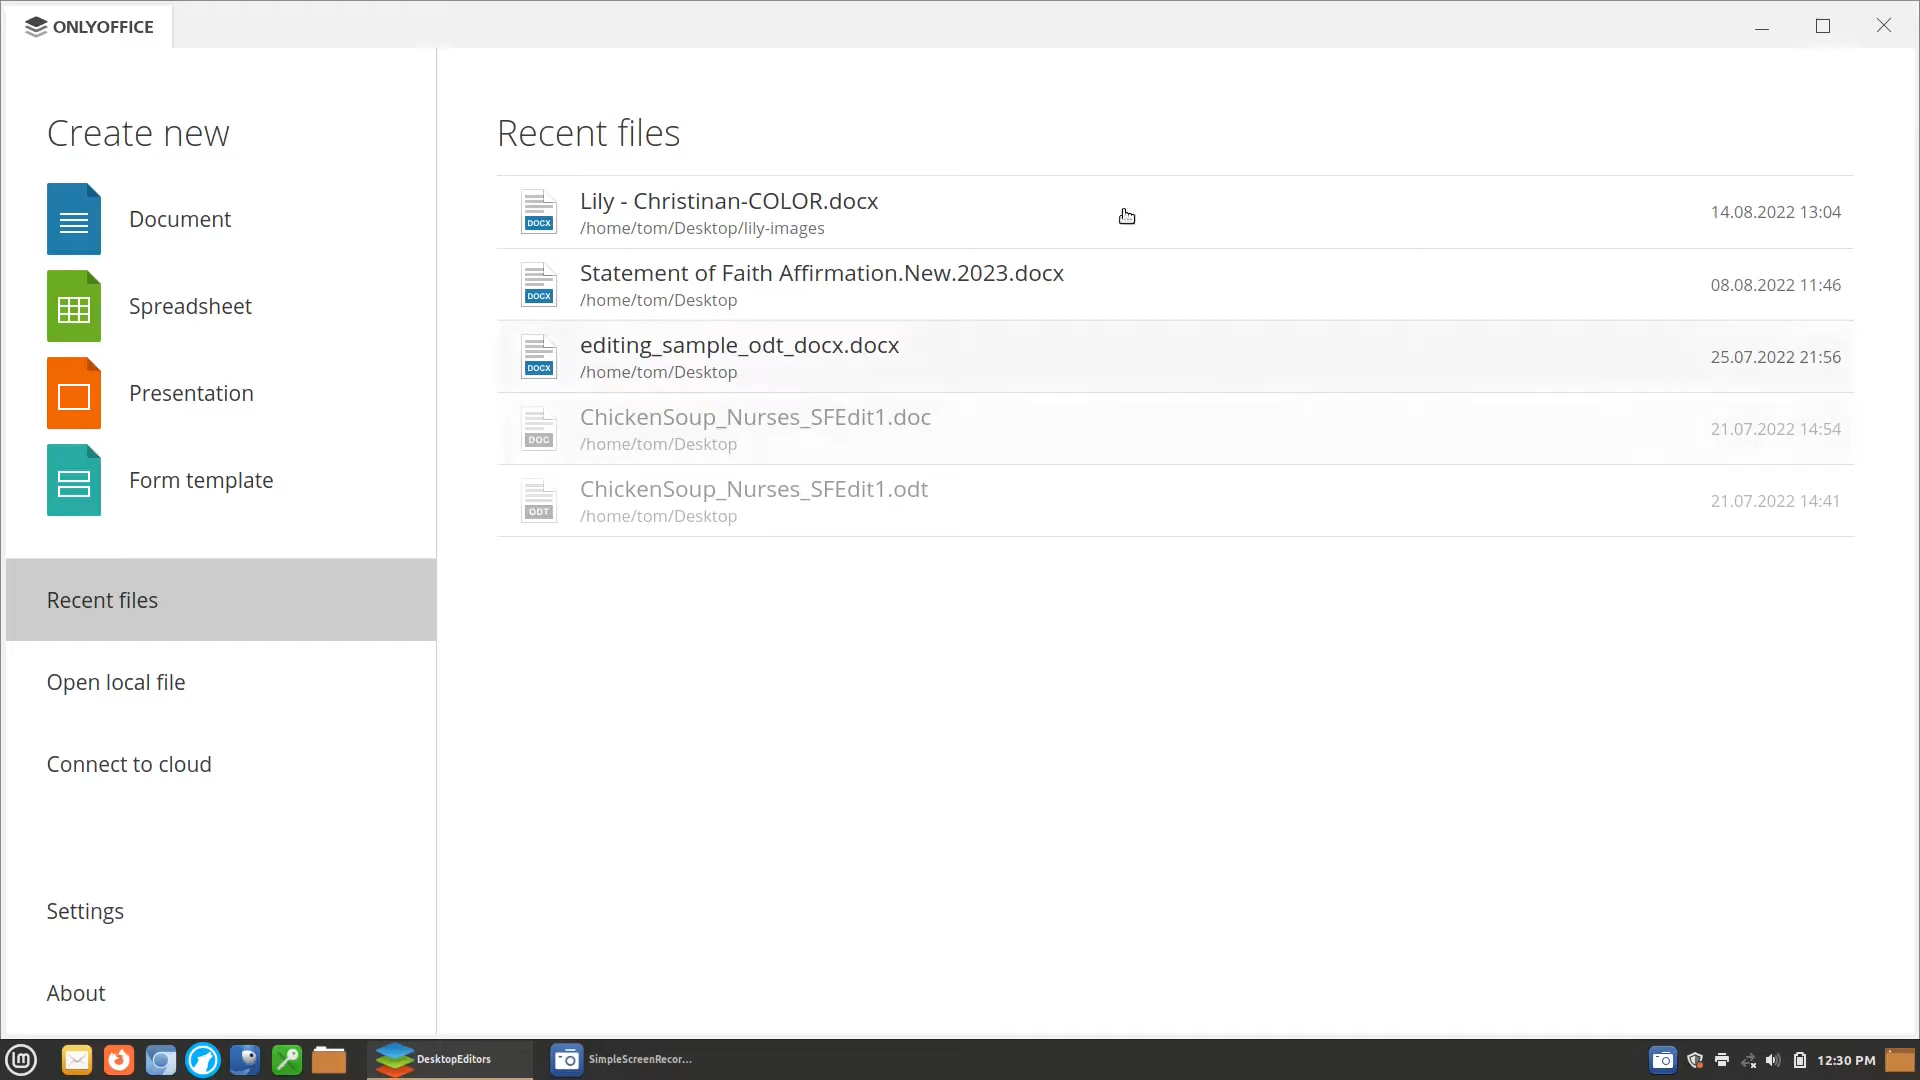 ONLYOFFICE
Create new
Document
Spreadsheet
Presentation
Form template
Recent files
Open local file
Connect to cloud
Settings
About
Recent files
DOCX
Lily - Christinan-COLOR.docx
/home/tom/Desktop/lily-images
14.08.2022 13:04
DOCX
Statement of Faith Affirmation.New.2023.docx
/home/tom/Desktop
08.08.2022 11:46
DOCX
editing_sample_odt_docx.docx
/home/tom/Desktop
25.07.2022 21:56
DOC
ChickenSoup_Nurses_SFEdit1.doc
/home/tom/Desktop
21.07.2022 14:54
ODT
ChickenSoup_Nurses_SFEdit1.odt
/home/tom/Desktop
21.07.2022 14:41
DesktopEditors
SimpleScreenRecor...
12:30 PM